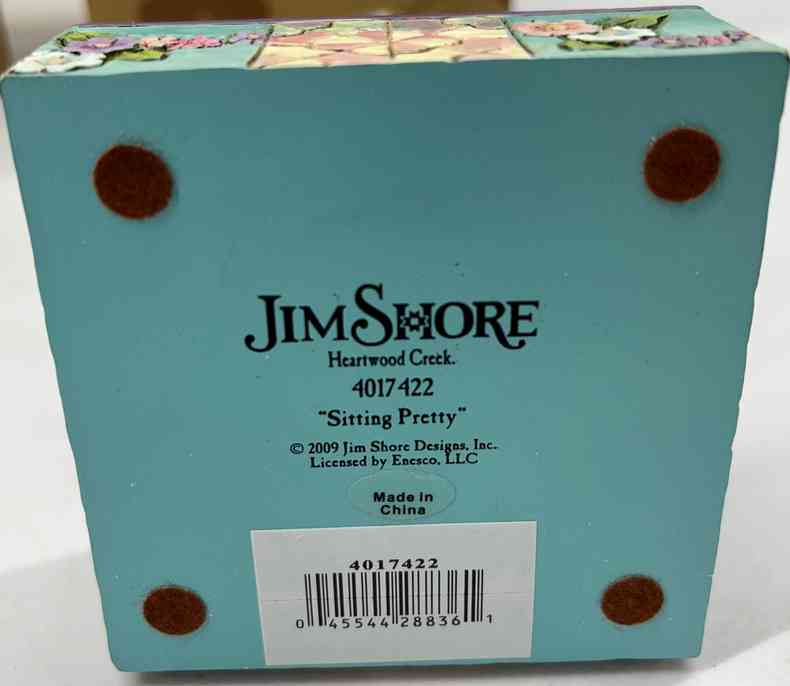 JIM SHORE
Heartwood Creek.
4017422
"Sitting Pretty"
© 2009 Jim Shore Designs, Inc.
Licensed by Enesco, LLC
Made in
China
4017422
0 45544 28836 1